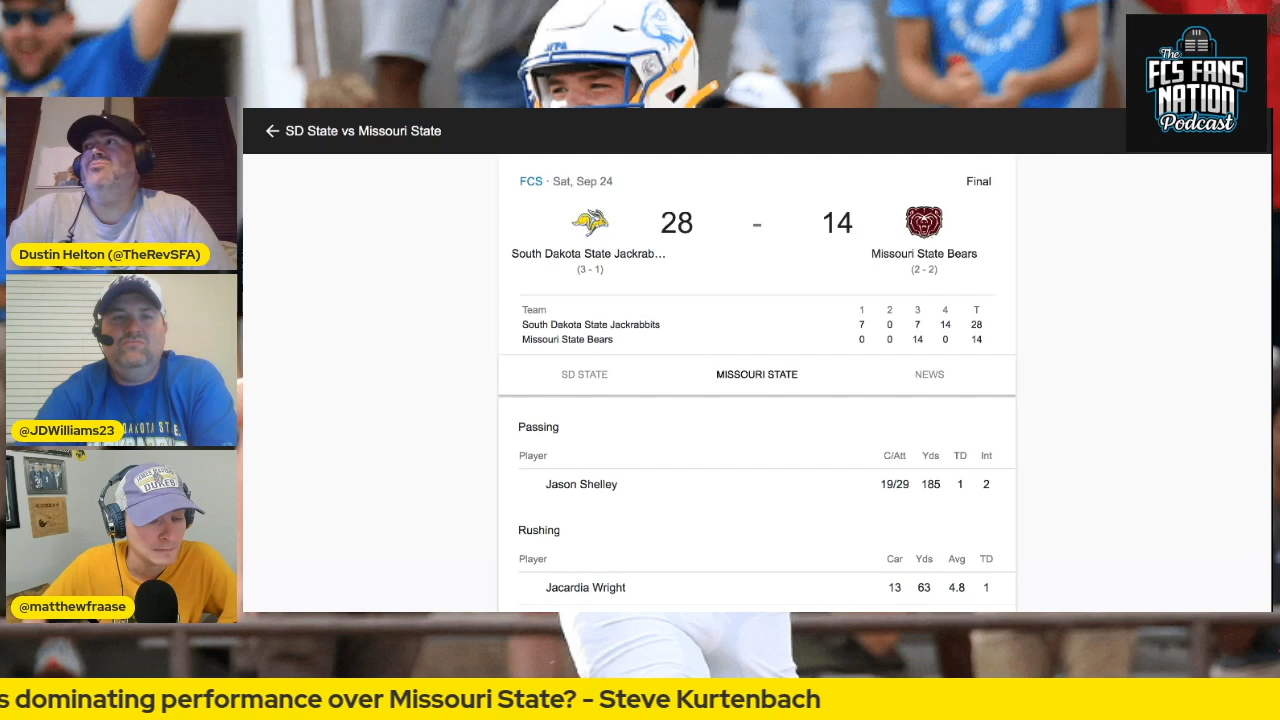 The
FCS FANS
NATION
Podcast
SD State vs Missouri State
FCS · Sat, Sep 24
Final
28 - 14
South Dakota State Jackrab...
Missouri State Bears
(3 - 1)
(2 - 2)
Team 1 2 3 4 T
South Dakota State Jackrabbits 7 0 7 14 28
Missouri State Bears 0 0 14 0 14
SD STATE MISSOURI STATE NEWS
Passing
Player C/Att Yds TD Int
Jason Shelley 19/29 185 1 2
Rushing
Player Car Yds Avg TD
Jacardia Wright 13 63 4.8 1
Dustin Helton (@TheRevSFA)
@JDWilliams23
DAKOTA STATE
DUKES
@matthewfraase
s dominating performance over Missouri State? - Steve Kurtenbach